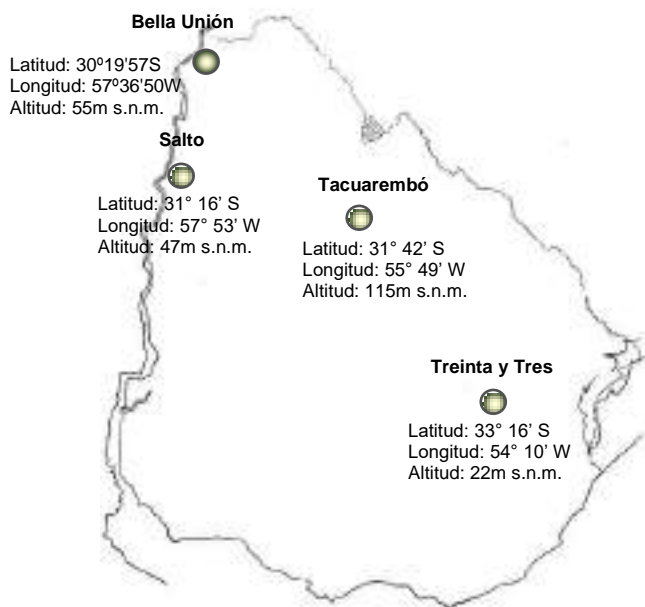 Bella Unión
Latitud: 30º19'57S
Longitud: 57º36'50W
Altitud: 55m s.n.m.
Salto
Latitud: 31° 16’ S
Longitud: 57° 53’ W
Altitud: 47m s.n.m.
Tacuarembó
Latitud: 31° 42’ S
Longitud: 55° 49’ W
Altitud: 115m s.n.m.
Treinta y Tres
Latitud: 33° 16’ S
Longitud: 54° 10’ W
Altitud: 22m s.n.m.